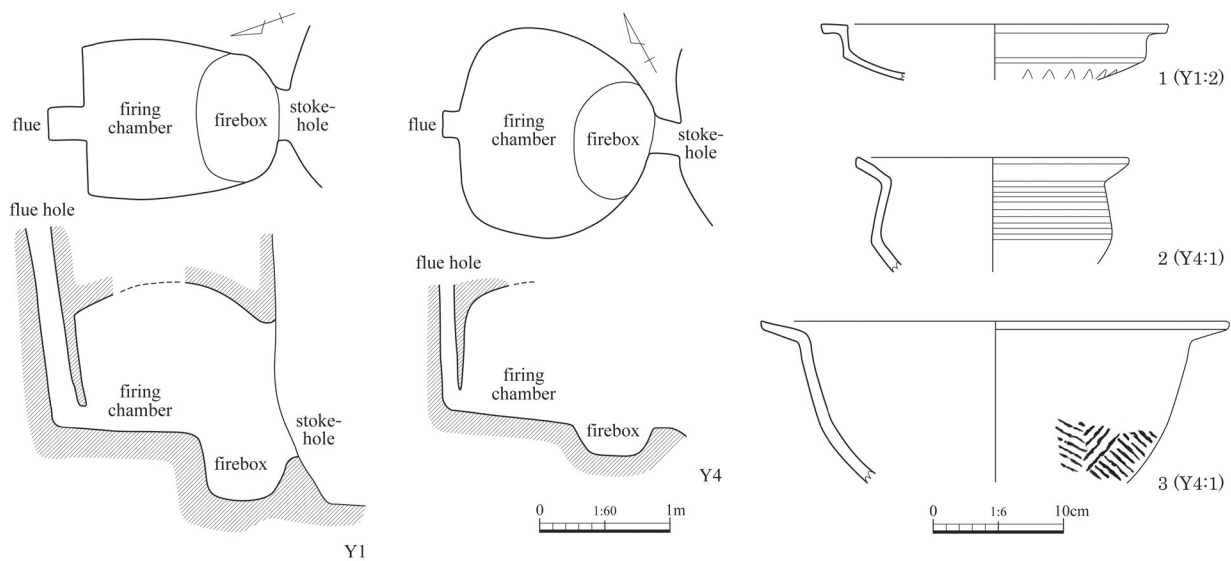 flue
firing
chamber
firebox
stoke-
hole
flue hole
firing
chamber
firebox
stoke-
hole
Y1
flue
firing
chamber
firebox
stoke-
hole
flue hole
firing
chamber
firebox
Y4
0
1:60
1m
1 (Y1:2)
2 (Y4:1)
3 (Y4:1)
0
1:6
10cm